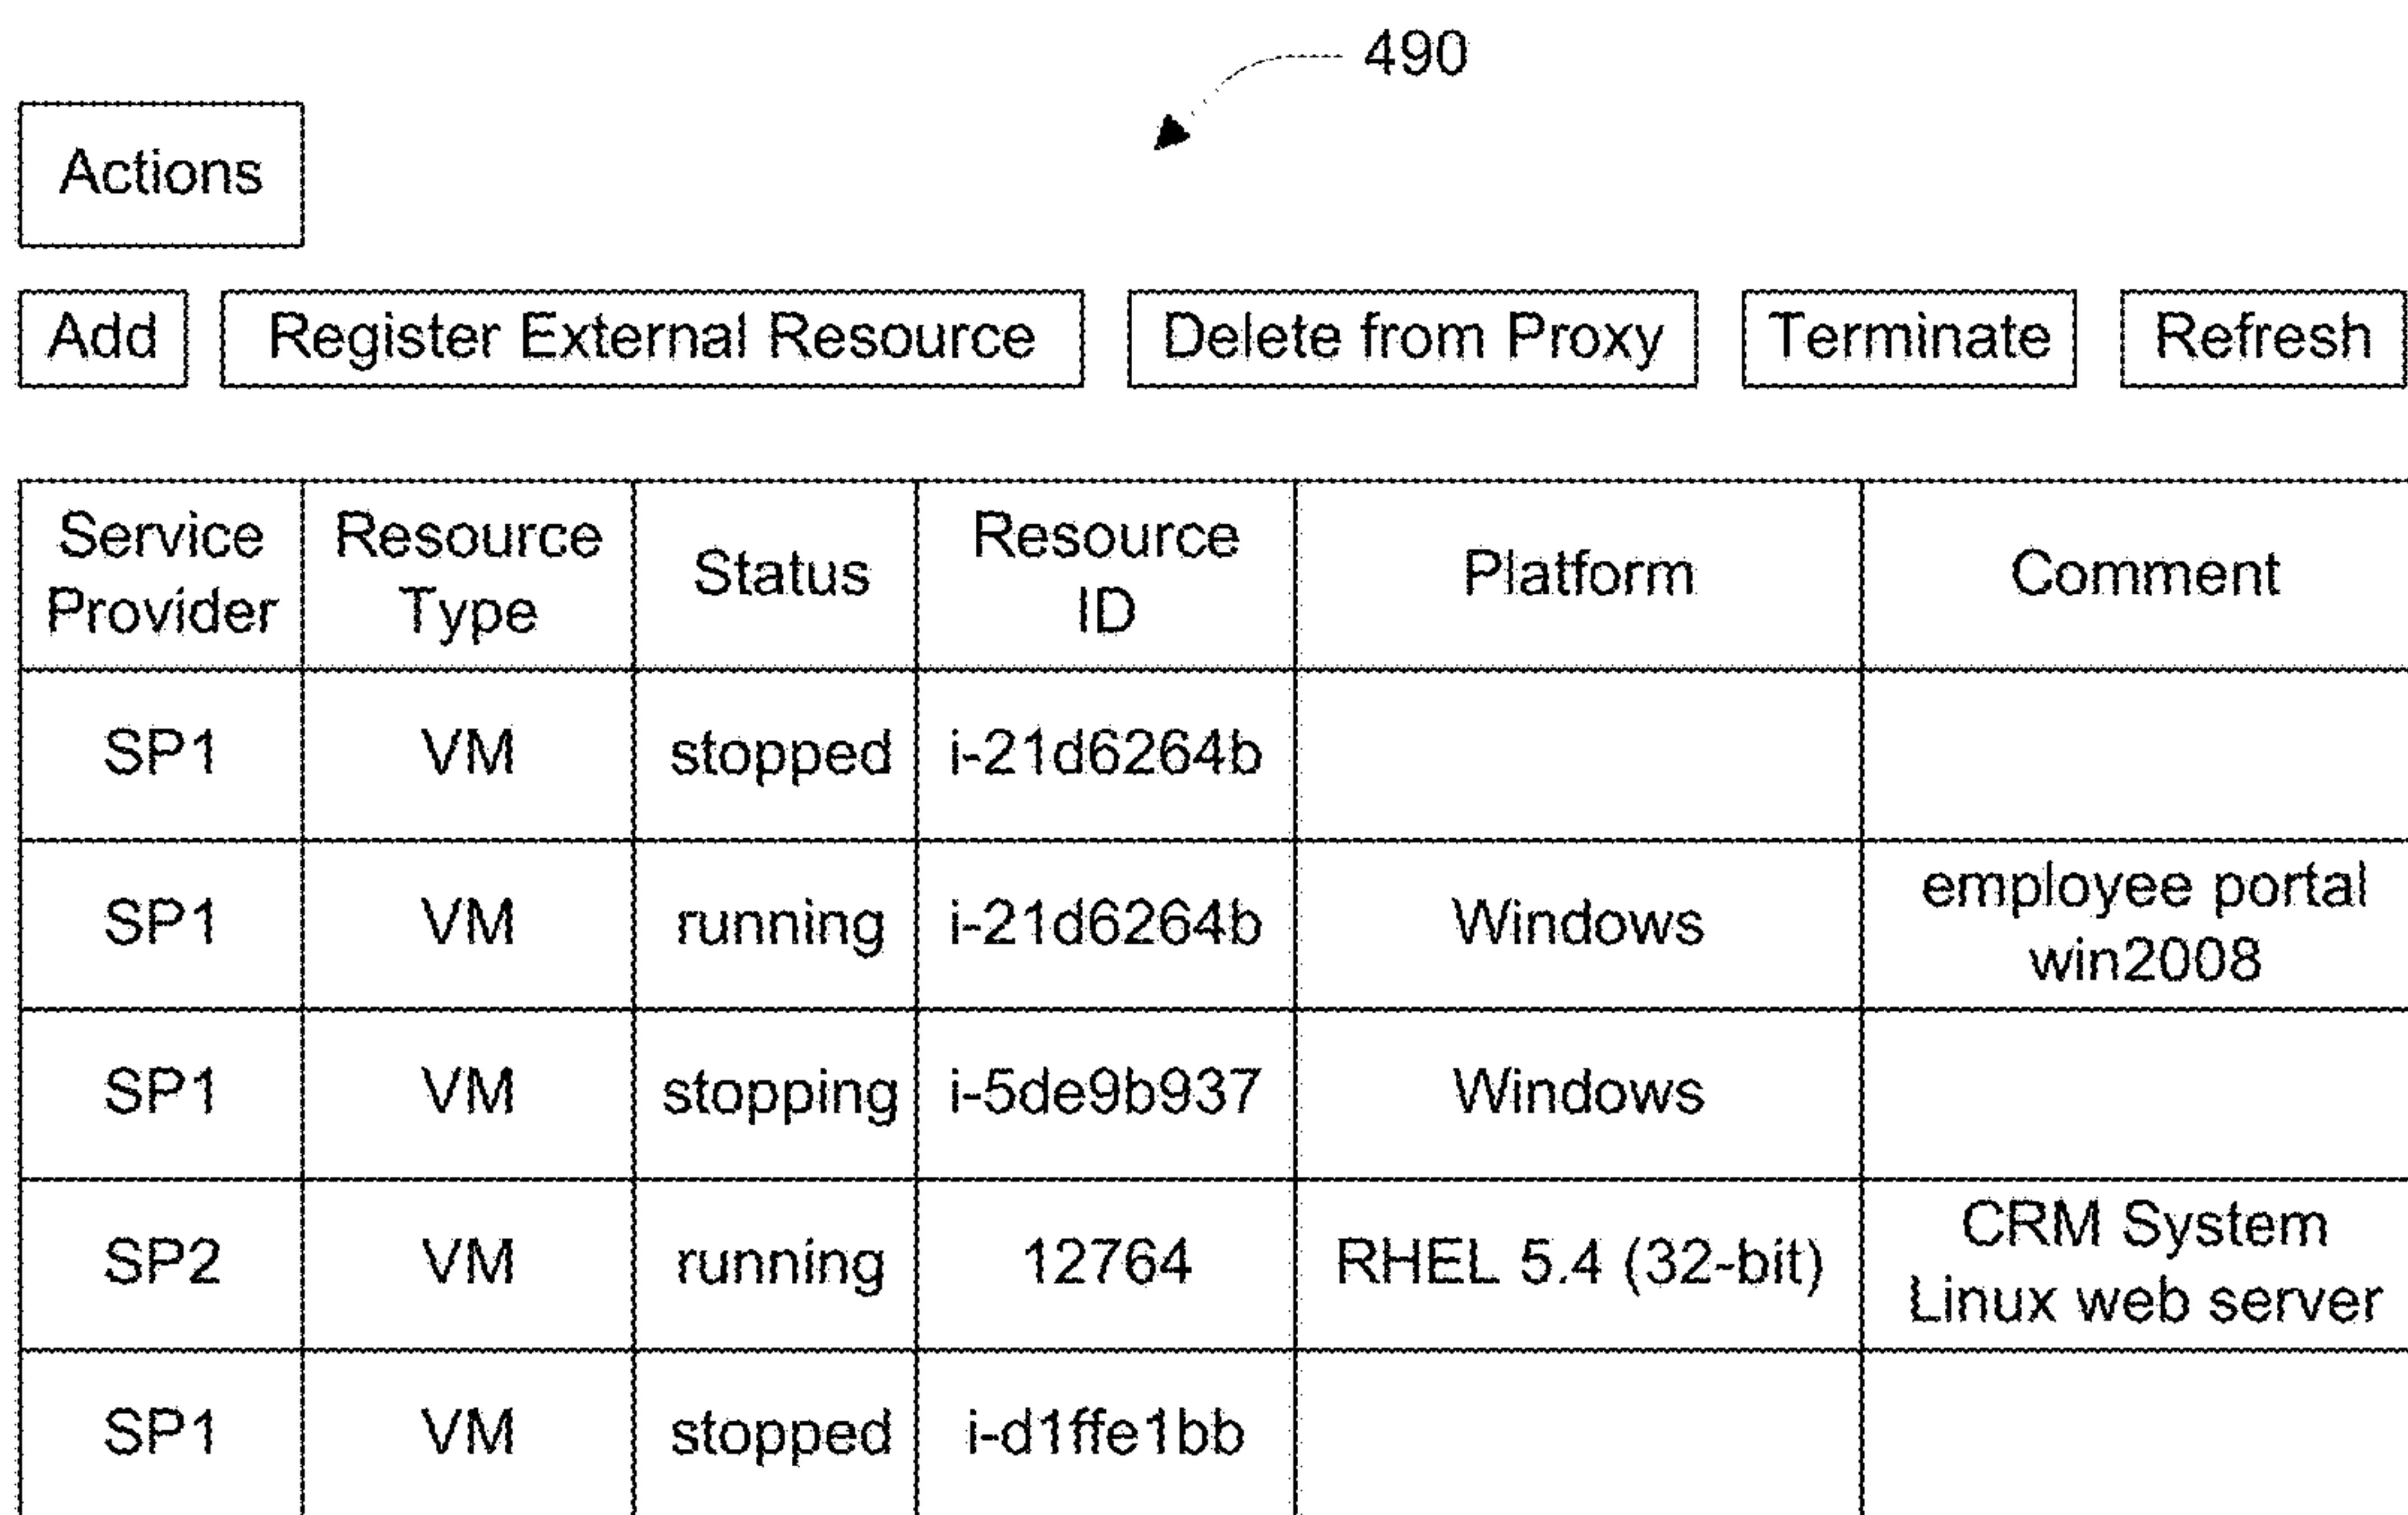 490
Actions
Add Register External Resource Delete from Proxy Terminate Refresh
Service Provider Resource Type Status Resource ID Platform Comment
SP1 VM stopped i-21d6264b
SP1 VM running i-21d6264b Windows employee portal win2008
SP1 VM stopping i-5de9b937 Windows
SP2 VM running 12764 RHEL 5.4 (32-bit) CRM System Linux web server
SP1 VM stopped i-d1ffe1bb